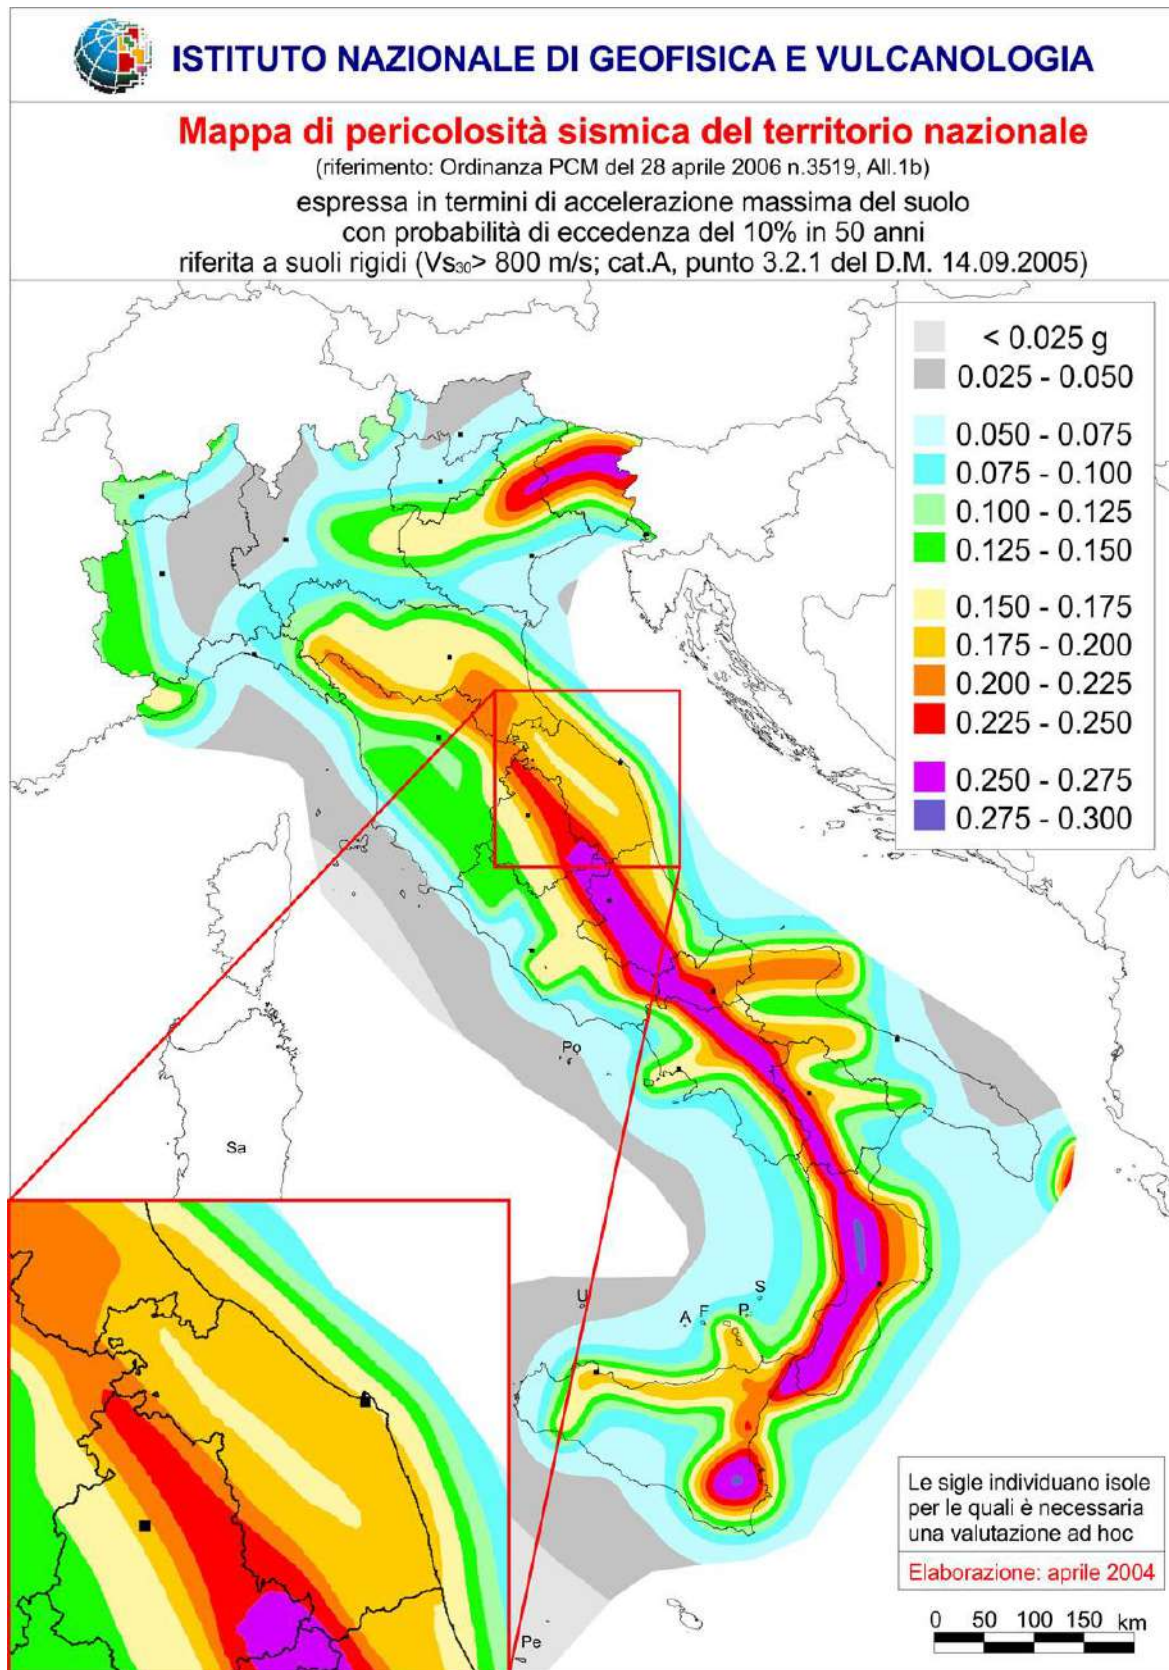 ISTITUTO NAZIONALE DI GEOFISICA E VULCANOLOGIA
Mappa di pericolosità sismica del territorio nazionale
(riferimento: Ordinanza PCM del 28 aprile 2006 n.3519, All.1b)
espressa in termini di accelerazione massima del suolo
con probabilità di eccedenza del 10% in 50 anni
riferita a suoli rigidi (Vs30> 800 m/s; cat.A, punto 3.2.1 del D.M. 14.09.2005)
< 0.025 g
0.025 - 0.050
0.050 - 0.075
0.075 - 0.100
0.100 - 0.125
0.125 - 0.150
0.150 - 0.175
0.175 - 0.200
0.200 - 0.225
0.225 - 0.250
0.250 - 0.275
0.275 - 0.300
Po
Sa
U
A
F
P
S
Pe
Le sigle individuano isole
per le quali è necessaria
una valutazione ad hoc
Elaborazione: aprile 2004
0 50 100 150 km